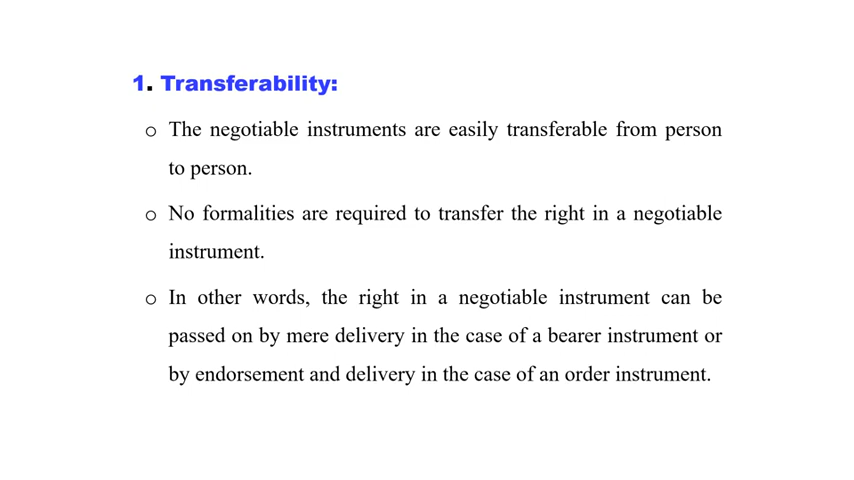 1. Transferability:
o The negotiable instruments are easily transferable from person
to person.
o No formalities are required to transfer the right in a negotiable
instrument.
o In other words, the right in a negotiable instrument can be
passed on by mere delivery in the case of a bearer instrument or
by endorsement and delivery in the case of an order instrument.